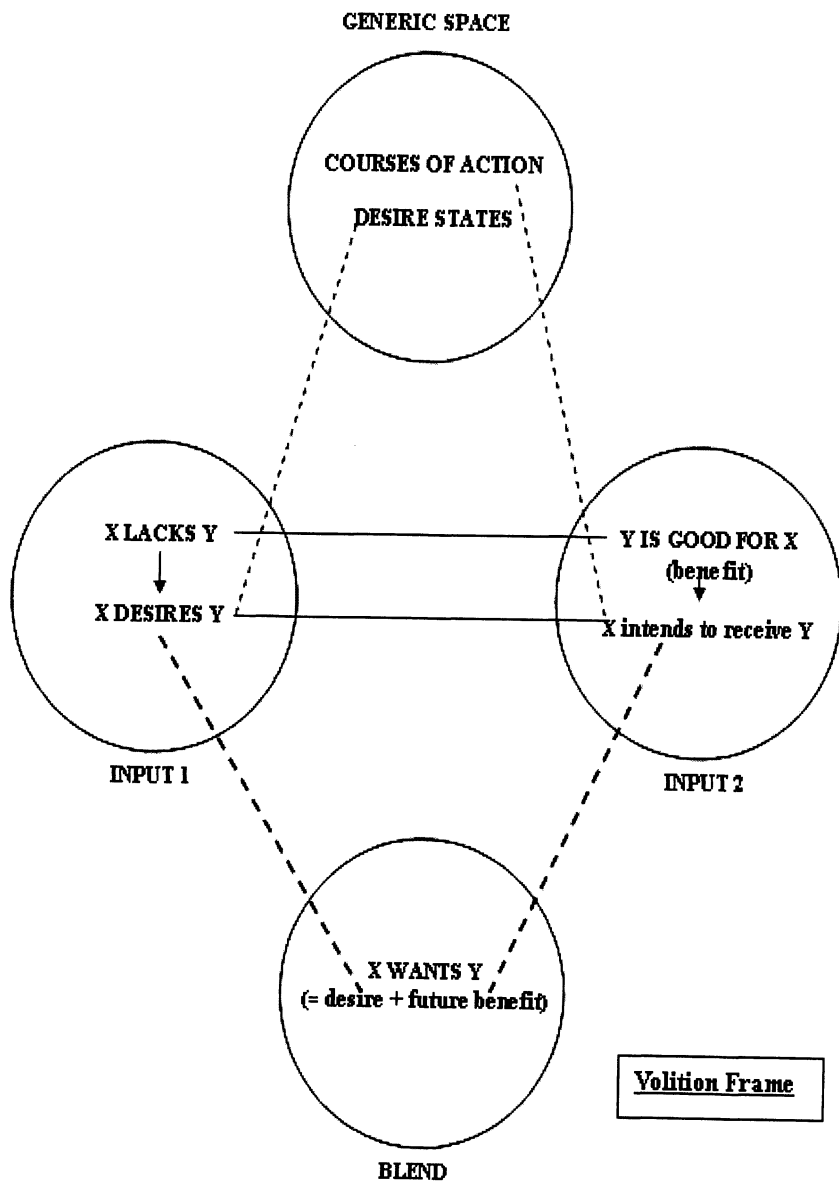 GENERIC SPACE
COURSES OF ACTION
DESIRE STATES
X LACKS Y
X DESIRES Y
INPUT 1
Y IS GOOD FOR X
(benefit)
X intends to receive Y
INPUT 2
X WANTS Y
(= desire + future benefit)
BLEND
Volition Frame